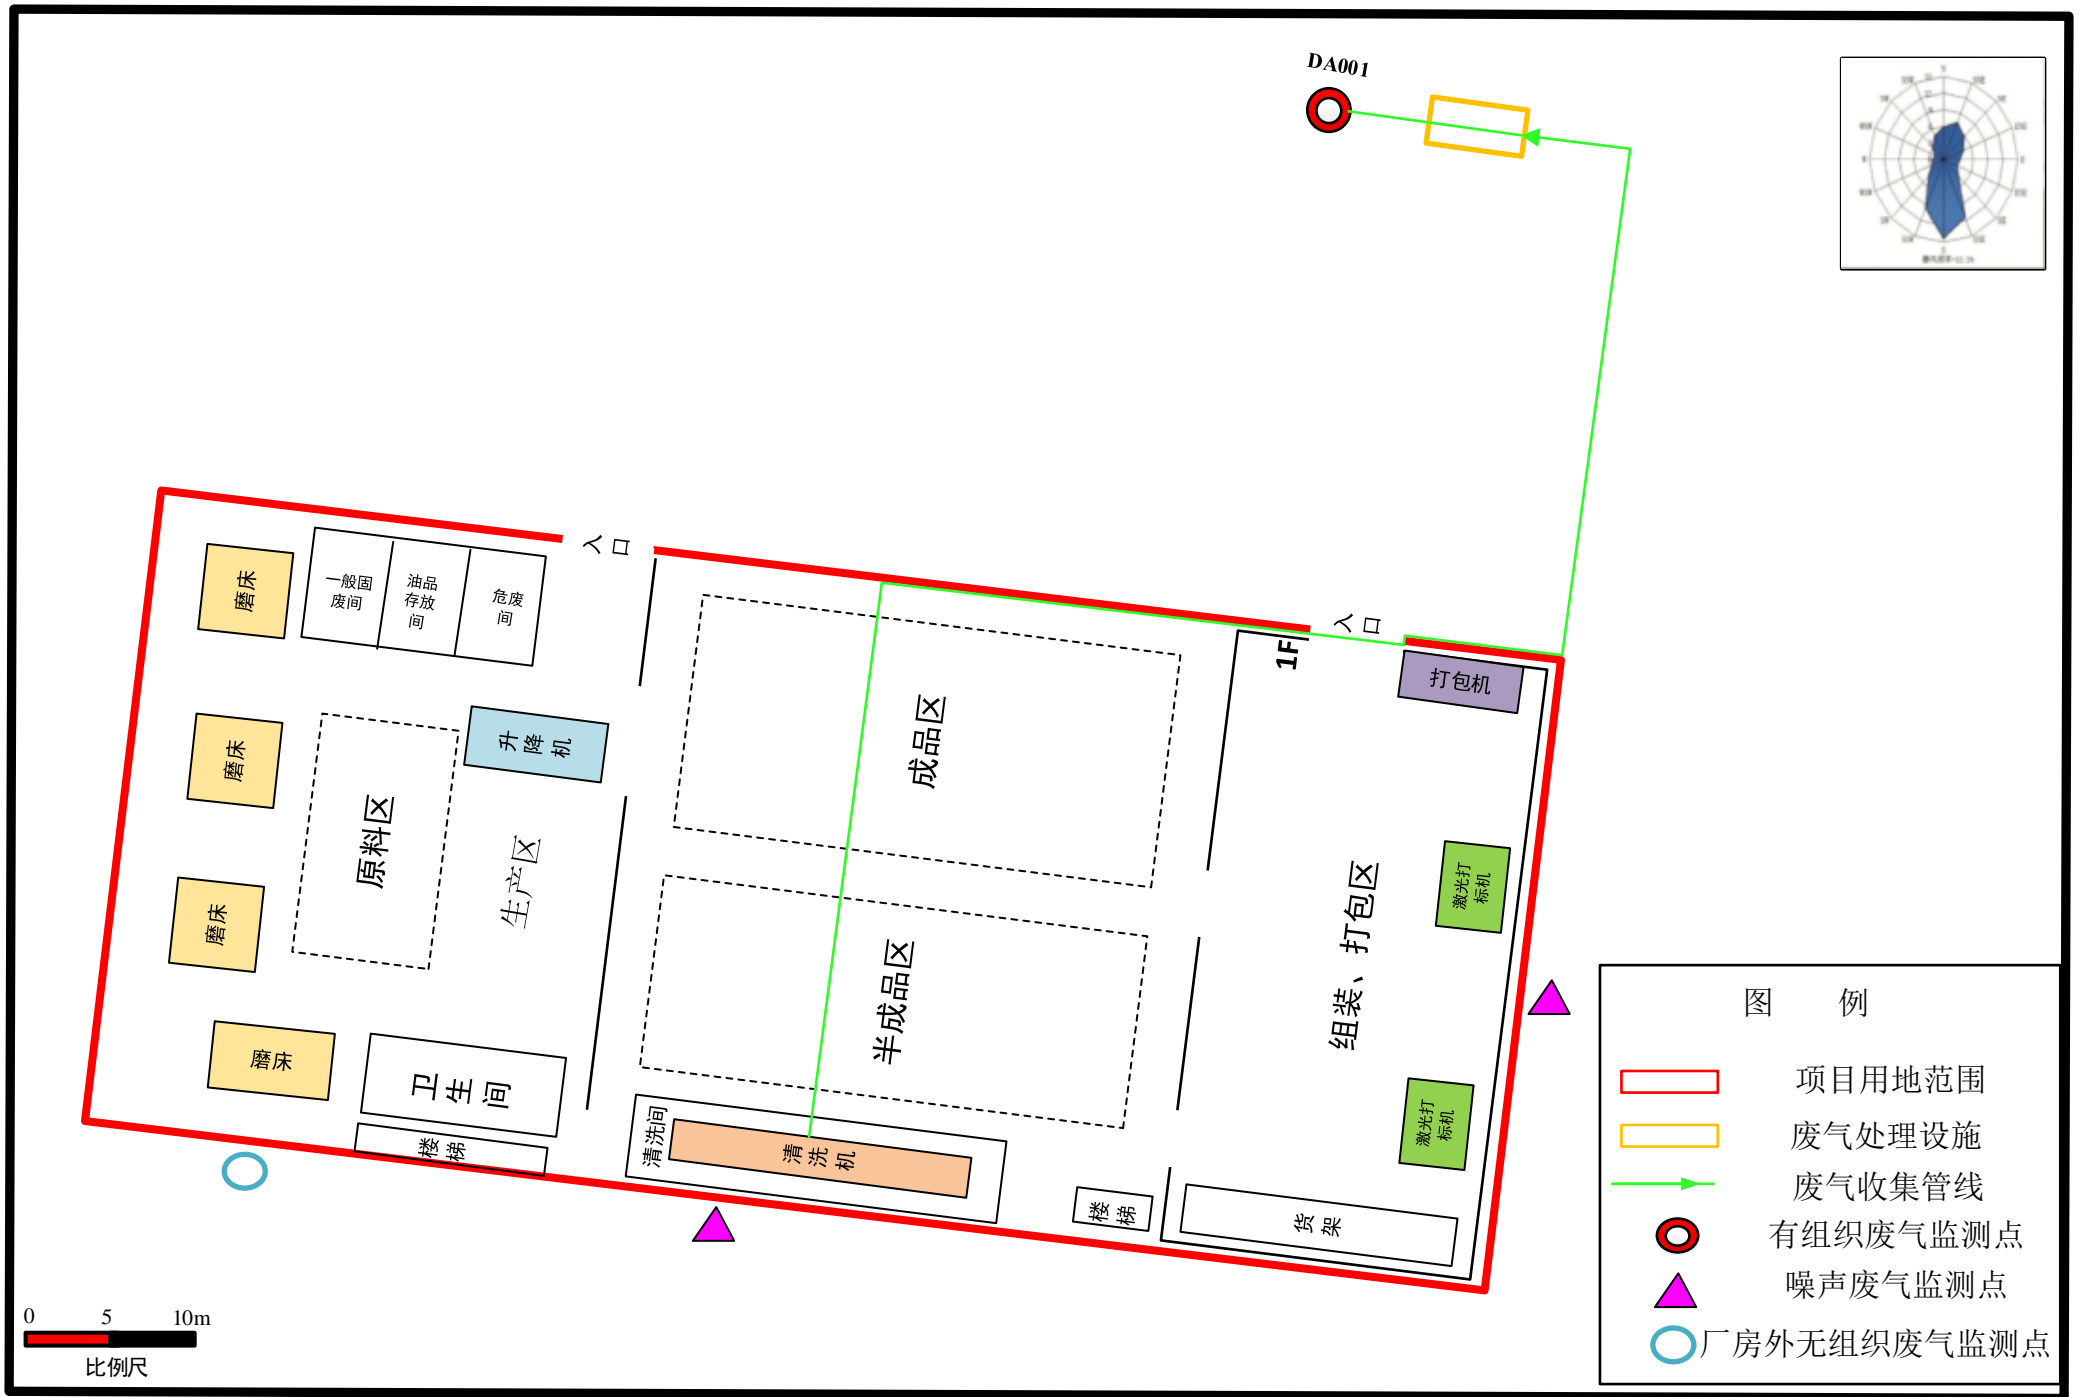 DA001
入口
磨床
一般固
废间
油品
存放
间
危废
间
入口
1F
打包机
升降机
磨床
成品区
原料区
生产区
激光打
标机
磨床
半成品区
组装、打包区
磨床
卫生间
楼梯
清洗间
清洗机
激光打
标机
楼梯
货架
图 例
项目用地范围
废气处理设施
废气收集管线
有组织废气监测点
噪声废气监测点
厂房外无组织废气监测点
0 5 10m
比例尺